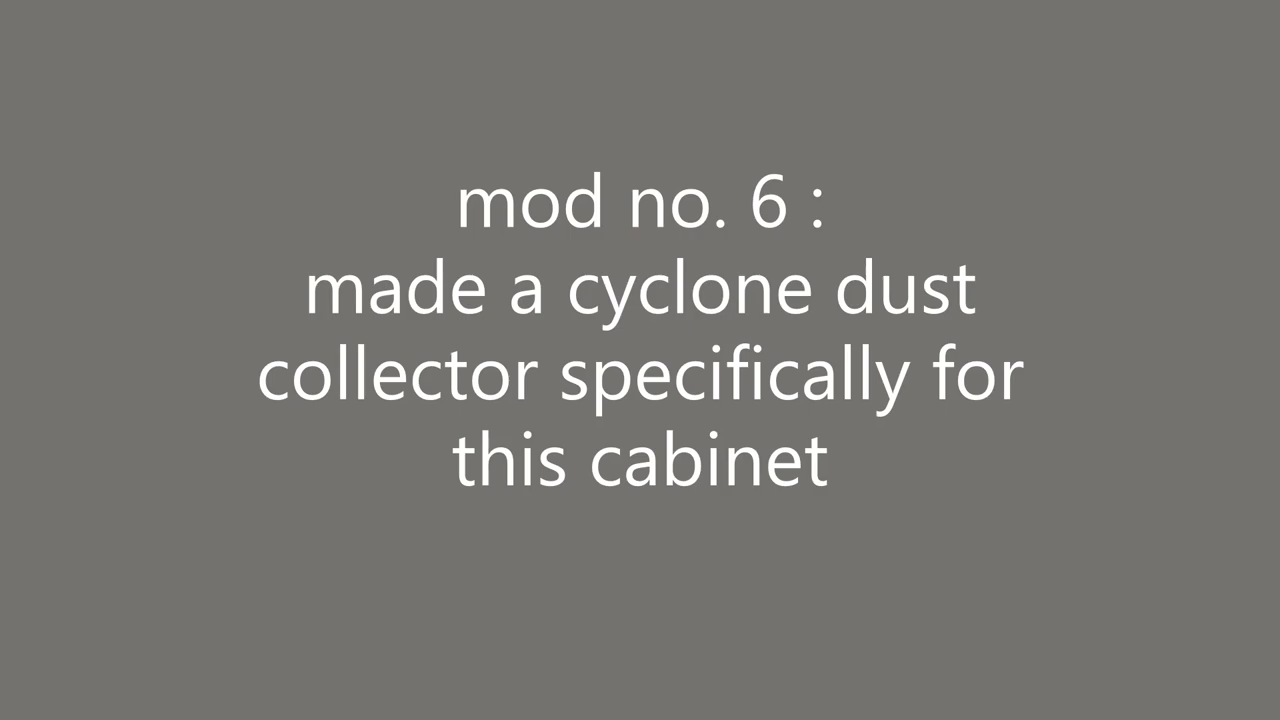 mod no. 6 :
made a cyclone dust
collector specifically for
this cabinet